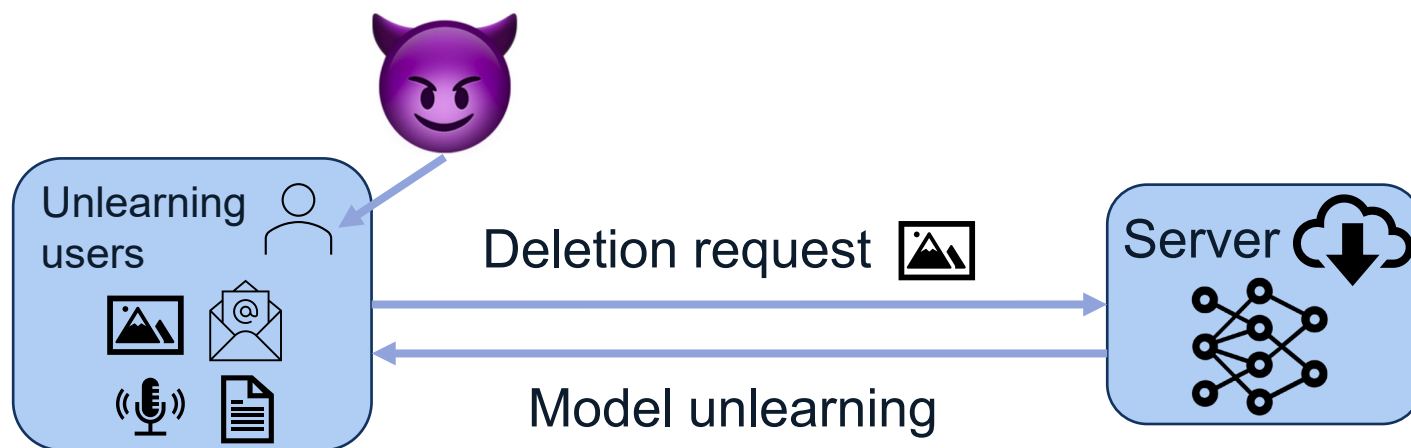 Unlearning
users
Deletion request
Server
@
Model unlearning